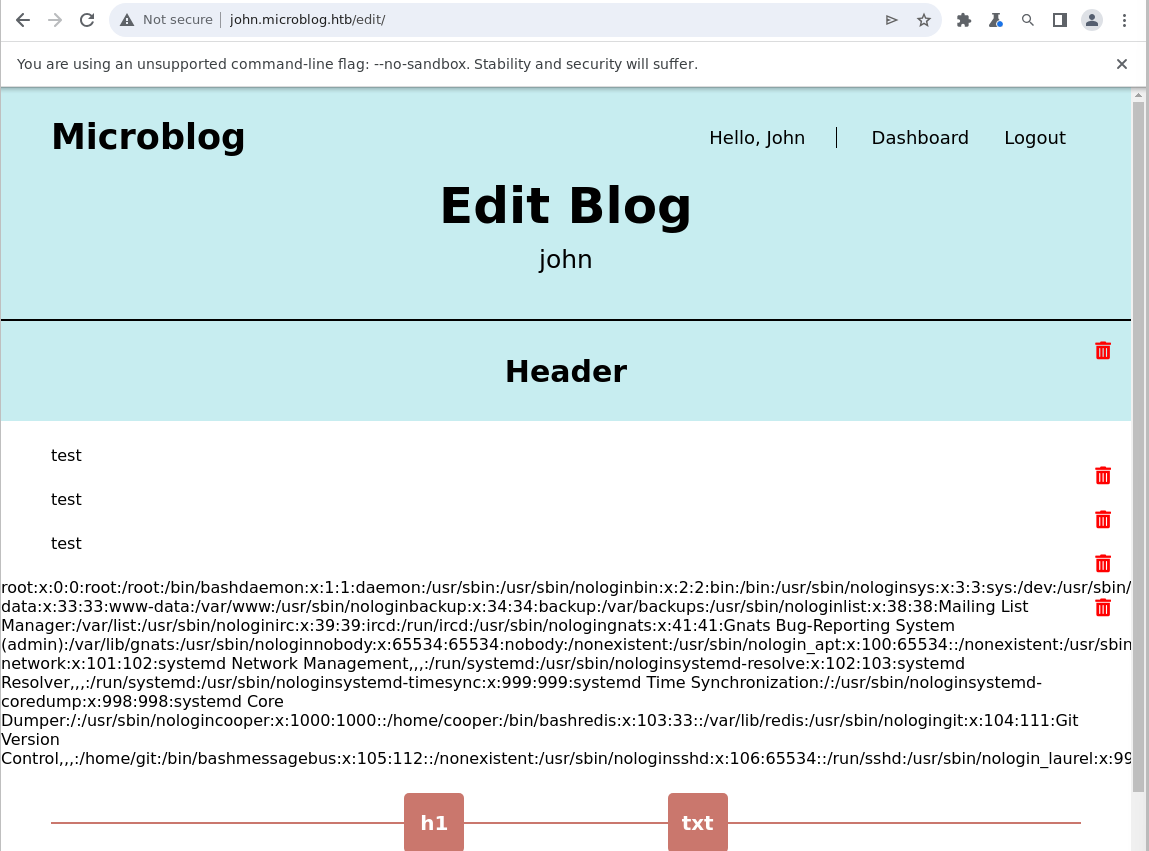 Not secure john.microblog.htb/edit/
You are using an unsupported command-line flag: --no-sandbox. Stability and security will suffer.
Microblog
Hello, John Dashboard Logout
Edit Blog
john
Header
test
test
test
root:x:0:0:root:/root:/bin/bashdaemon:x:1:1:daemon:/usr/sbin:/usr/sbin/nologinbin:x:2:2:bin:/bin:/usr/sbin/nologinsys:x:3:3:sys:/dev:/usr/sbin/
data:x:33:33:www-data:/var/www:/usr/sbin/nologinbackup:x:34:34:backup:/var/backups:/usr/sbin/nologinlist:x:38:38:Mailing List
Manager:/var/list:/usr/sbin/nologinirc:x:39:39:ircd:/run/ircd:/usr/sbin/nologingnats:x:41:41:Gnats Bug-Reporting System
(admin):/var/lib/gnats:/usr/sbin/nologinnobody:x:65534:65534:nobody:/nonexistent:/usr/sbin/nologin_apt:x:100:65534::/nonexistent:/usr/sbin
network:x:101:102:systemd Network Management,,,:/run/systemd:/usr/sbin/nologinsystemd-resolve:x:102:103:systemd
Resolver,,,:/run/systemd:/usr/sbin/nologinsystemd-timesync:x:999:999:systemd Time Synchronization:/:/usr/sbin/nologinsystemd-
coredump:x:998:998:systemd Core
Dumper:/:/usr/sbin/nologincooper:x:1000:1000::/home/cooper:/bin/bashredis:x:103:33::/var/lib/redis:/usr/sbin/nologingit:x:104:111:Git
Version
Control,,,:/home/git:/bin/bashmessagebus:x:105:112::/nonexistent:/usr/sbin/nologinsshd:x:106:65534::/run/sshd:/usr/sbin/nologin_laurel:x:99
h1 txt